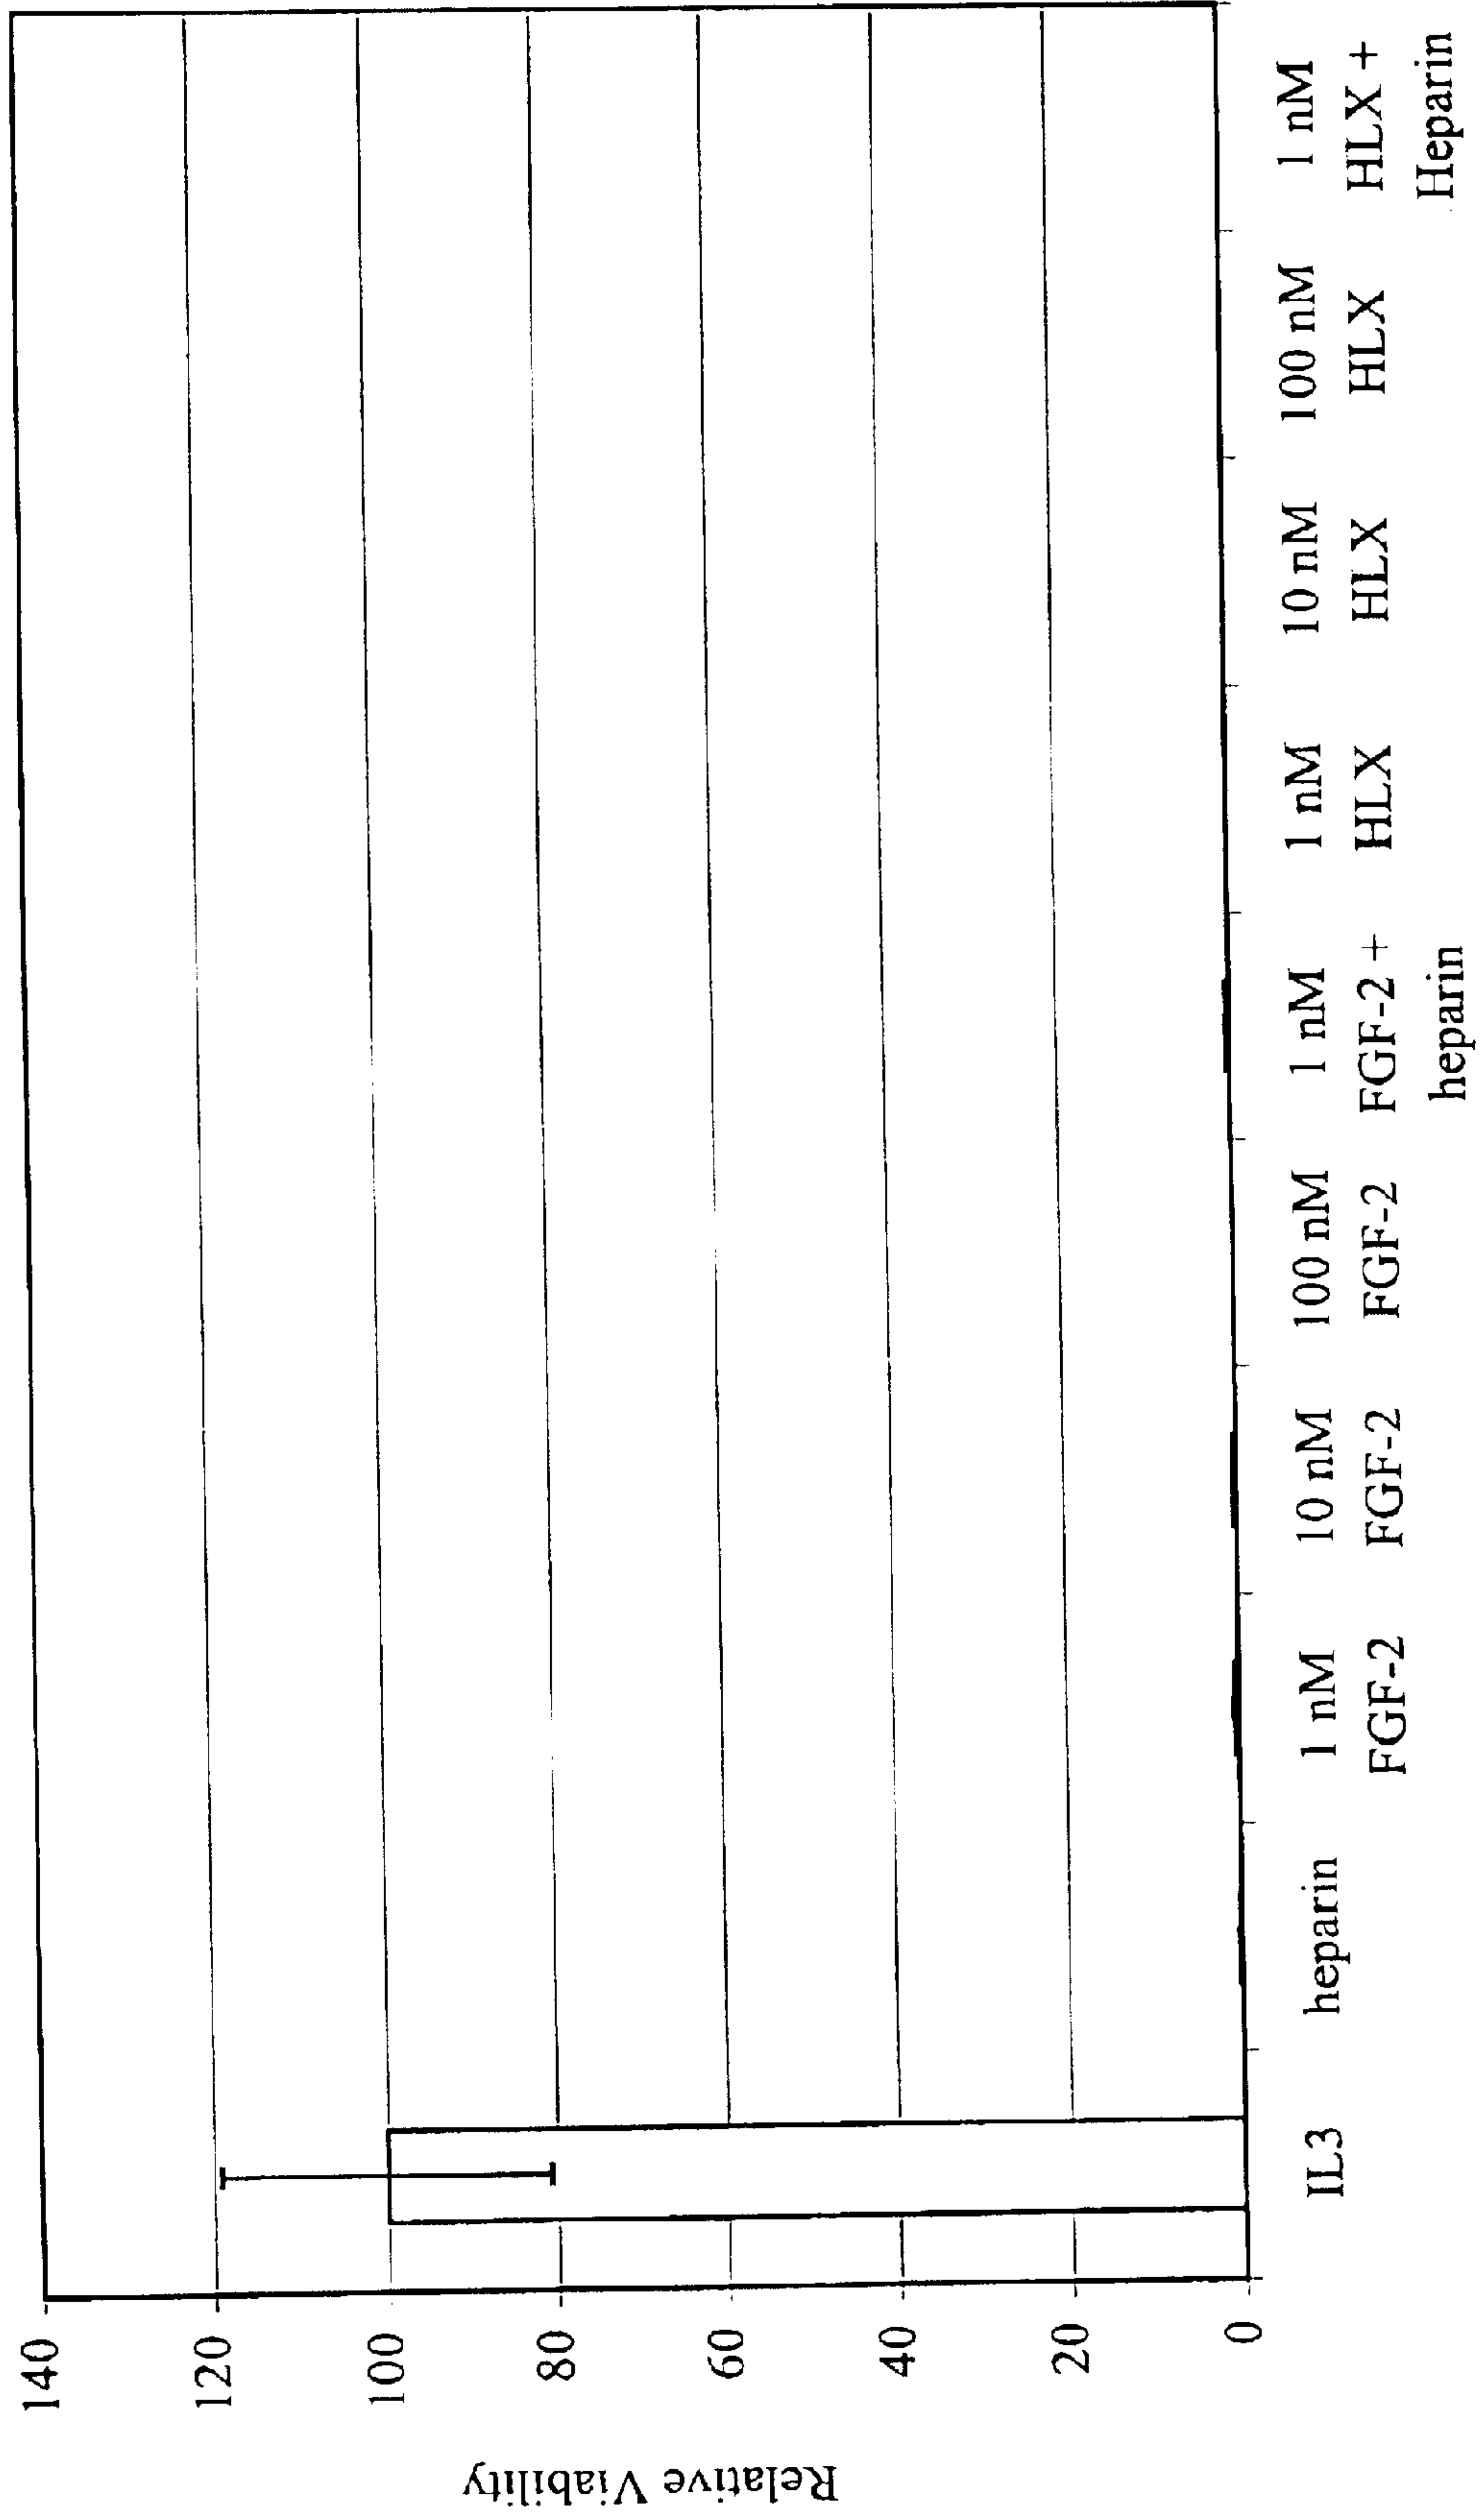 Relative Viability
140
120
100
80
60
40
20
0
IL3
heparin
1 nM
FGF-2
10 nM
FGF-2
100 nM
FGF-2
1 nM
FGF-2 +
heparin
1 nM
HLX
10 nM
HLX
100 nM
HLX
1 nM
HLX +
Heparin